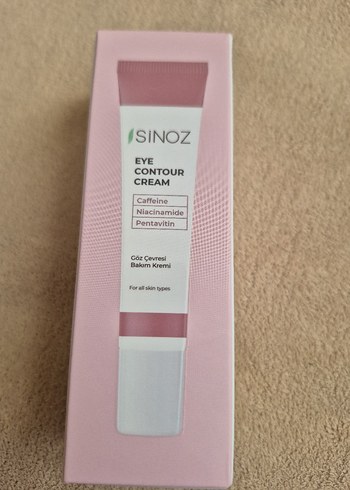 SINOZ
EYE
CONTOUR
CREAM
Caffeine
Niacinamide
Pentavitin
Göz Çevresi
Bakım Kremi
For all skin types